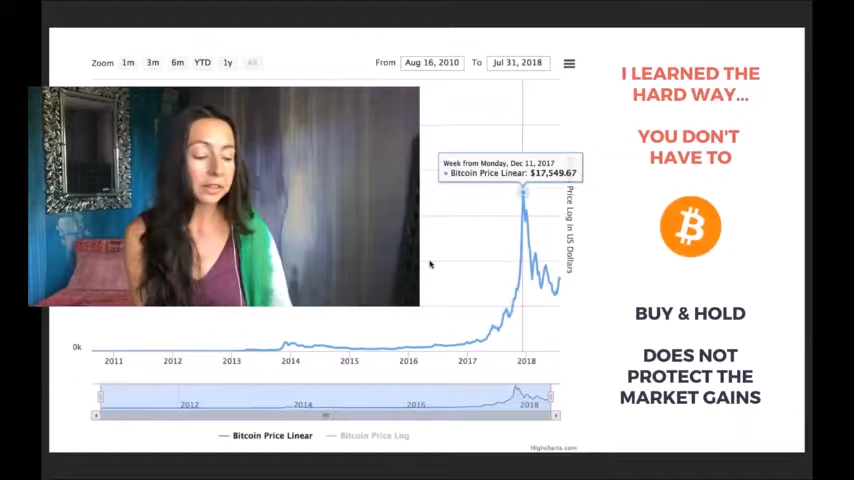 Zoom 1m 3m 6m YTD 1y All
From Aug 16, 2010 To Jul 31, 2018
Week from Monday, Dec 11, 2017
Bitcoin Price Linear: $17,549.67
Price Log in US Dollars
0k
2011 2012 2013 2014 2015 2016 2017 2018
2012 2014 2016 2018
Bitcoin Price Linear Bitcoin Price Log
Highcharts.com
I LEARNED THE
HARD WAY...
YOU DON'T
HAVE TO
BUY & HOLD
DOES NOT
PROTECT THE
MARKET GAINS